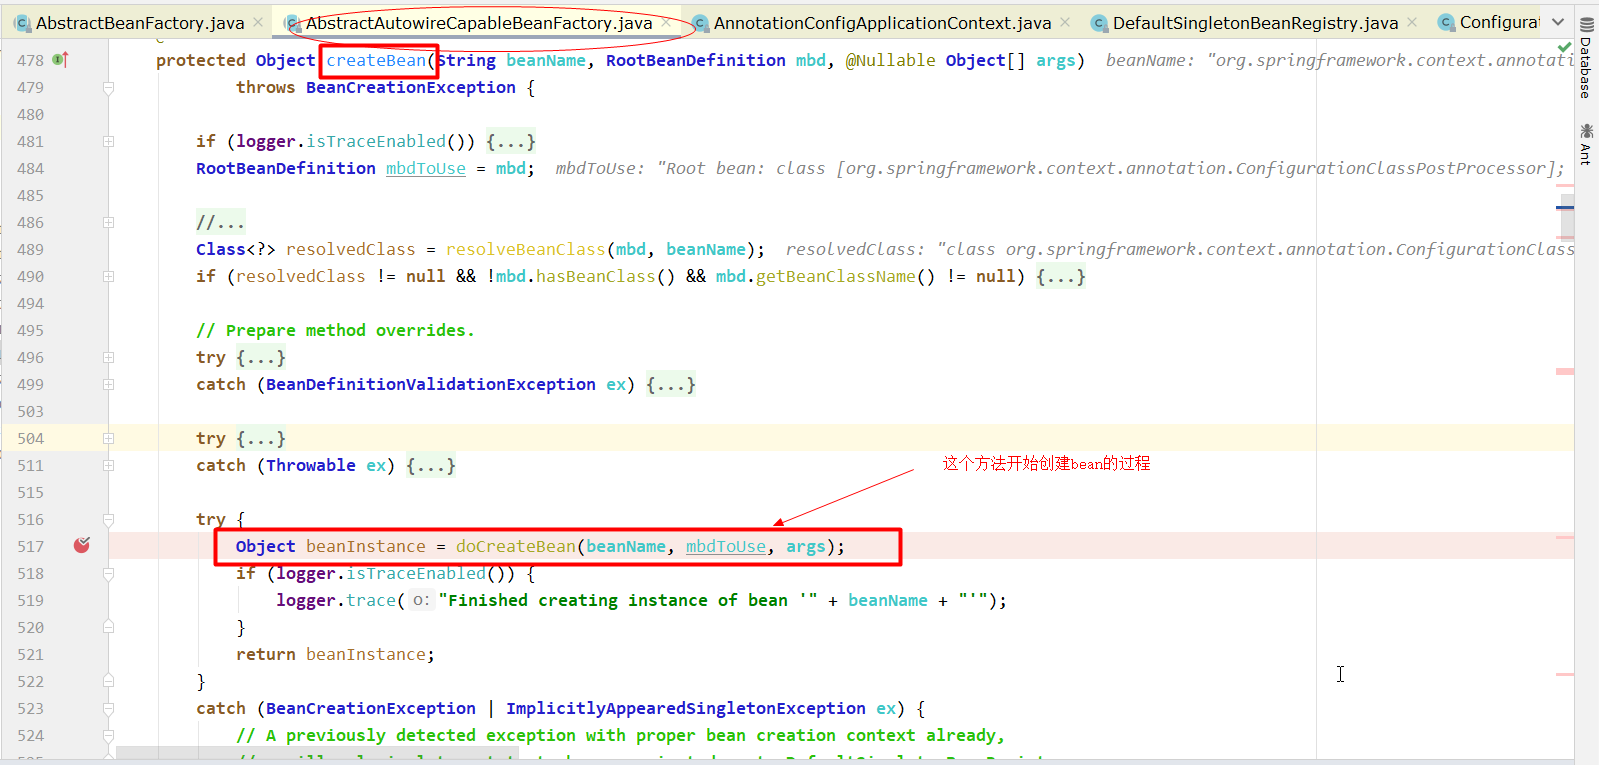 AbstractBeanFactory.java AbstractAutowireCapableBeanFactory.java AnnotationConfigApplicationContext.java DefaultSingletonBeanRegistry.java Configurat
478 protected Object createBean(String beanName, RootBeanDefinition mbd, @Nullable Object[] args) beanName: "org.springframework.context.annotati
479 throws BeanCreationException {
480
481 if (logger.isTraceEnabled()) {...}
484 RootBeanDefinition mbdToUse = mbd; mbdToUse: "Root bean: class [org.springframework.context.annotation.ConfigurationClassPostProcessor];
485
486 //...
489 Class<?> resolvedClass = resolveBeanClass(mbd, beanName); resolvedClass: "class org.springframework.context.annotation.ConfigurationClass
490 if (resolvedClass != null && !mbd.hasBeanClass() && mbd.getBeanClassName() != null) {...}
494
495 // Prepare method overrides.
496 try {...}
499 catch (BeanDefinitionValidationException ex) {...}
503
504 try {...}
511 catch (Throwable ex) {...}
这个方法开始创建bean的过程
515
516 try {
517 Object beanInstance = doCreateBean(beanName, mbdToUse, args);
518 if (logger.isTraceEnabled()) {
519 logger.trace( o: "Finished creating instance of bean '" + beanName + "'");
520 }
521 return beanInstance;
522 }
523 catch (BeanCreationException | ImplicitlyAppearedSingletonException ex) {
524 // A previously detected exception with proper bean creation context already,
Database
Ant